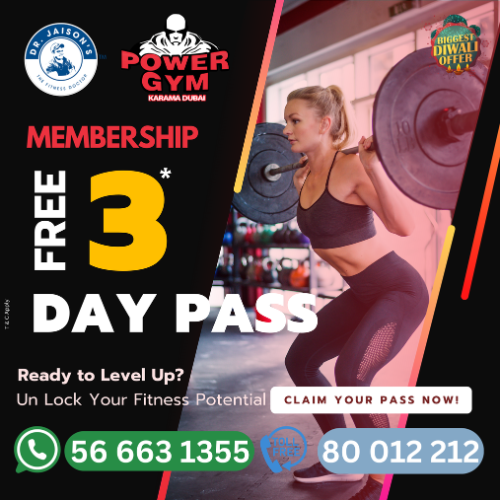 DR. JAISON'S
THE FITNESS DOCTOR
POWER
GYM
KARAMA DUBAI
BIGGEST
DIWALI
OFFER
MEMBERSHIP
FREE 3*
DAY PASS
T & C Apply
Ready to Level Up?
Un Lock Your Fitness Potential
CLAIM YOUR PASS NOW!
56 663 1355
TOLL
FREE
80 012 212